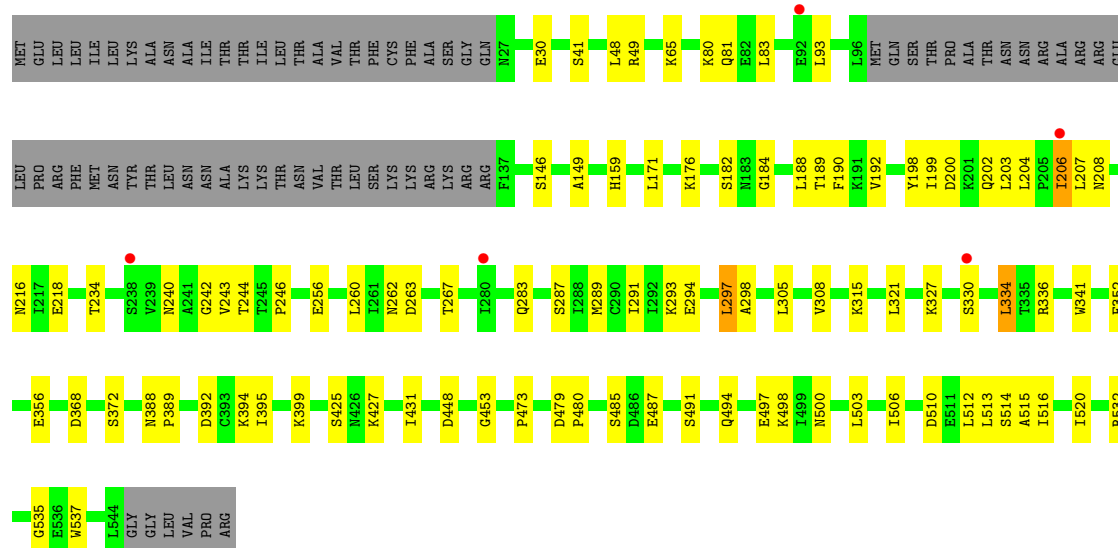 MET GLU LEU LEU ILE LEU LYS ALA ASN ALA ILE THR THR ILE LEU THR ALA VAL THR PHE CYS PHE ALA SER GLY GLN N27 E30 S41 L48 R49 K65 K80 Q81 E82 L83 E92 L93 L96 MET GLN SER THR PRO ALA THR ASN ASN ARG ALA ARG ARG GLU
LEU PRO ARG PHE MET ASN TYR THR LEU ASN ASN ALA LYS LYS THR ASN VAL THR LEU SER LYS LYS ARG LYS ARG ARG F137 S146 A149 H159 L171 K176 S182 N183 G184 L188 T189 F190 K191 V192 Y198 I199 D200 K201 Q202 L203 L204 P205 I206 L207 N208
N216 I217 E218 T234 S238 V239 N240 A241 G242 V243 T244 T245 P246 E256 L260 I261 N262 D263 T267 I280 Q283 S287 I288 M289 C290 I291 I292 K293 E294 L297 A298 L305 V308 K315 L321 K327 S330 L334 T335 R336 W341 F352
E356 D368 S372 N388 P389 D392 C393 K394 I395 K399 S425 N426 K427 I431 D448 G453 P473 D479 P480 S485 D486 E487 S491 Q494 E497 K498 I499 N500 L503 I506 D510 E511 L512 L513 S514 A515 I516 I520 R532
G535 E536 W537 L544 GLY GLY LEU VAL PRO ARG